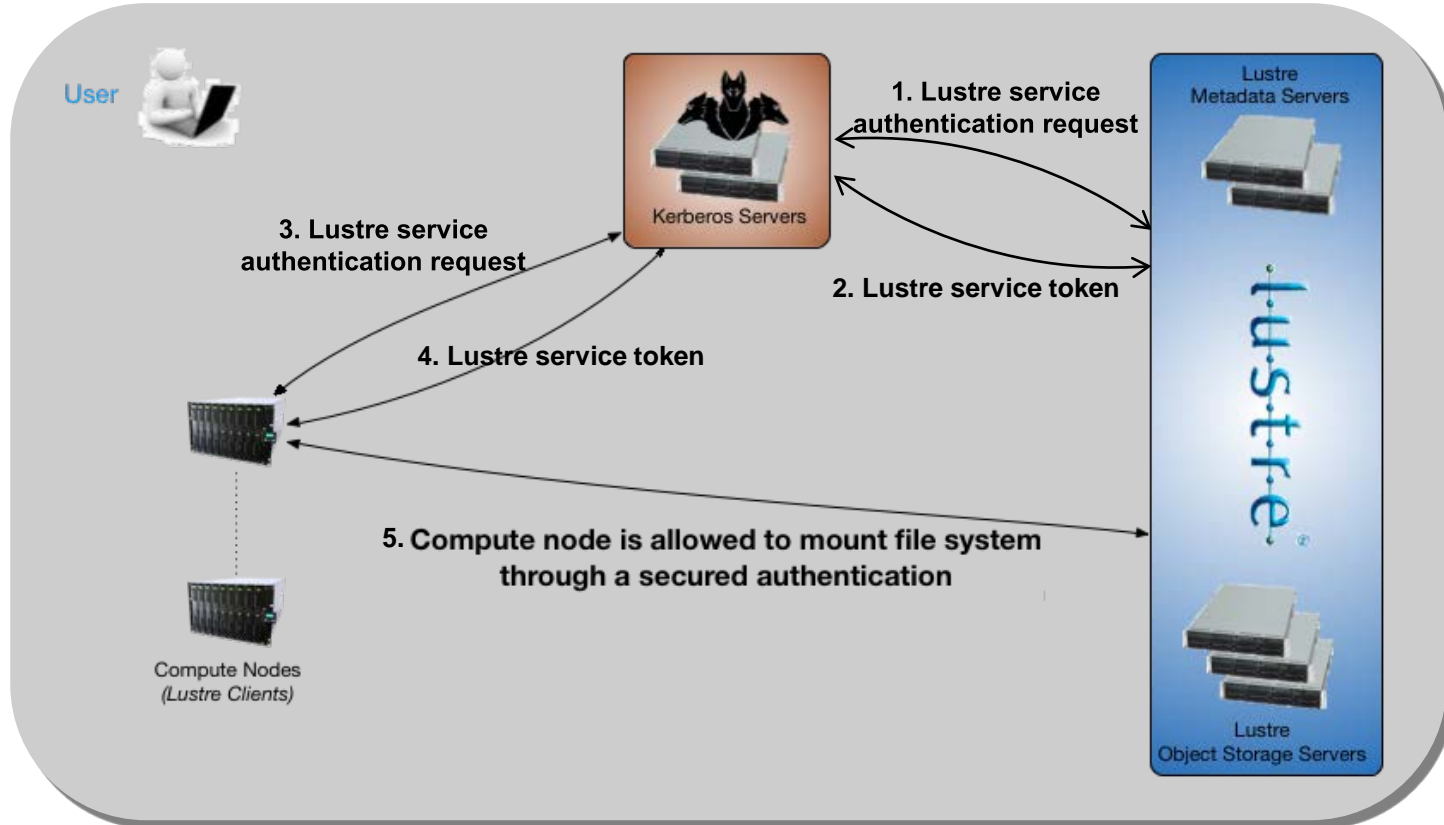 User
Lustre
Metadata Servers
1. Lustre service
authentication request
Kerberos Servers
3. Lustre service
authentication request
2. Lustre service token
lustre
®
4. Lustre service token
5. Compute node is allowed to mount file system
through a secured authentication
Compute Nodes
(Lustre Clients)
Lustre
Object Storage Servers